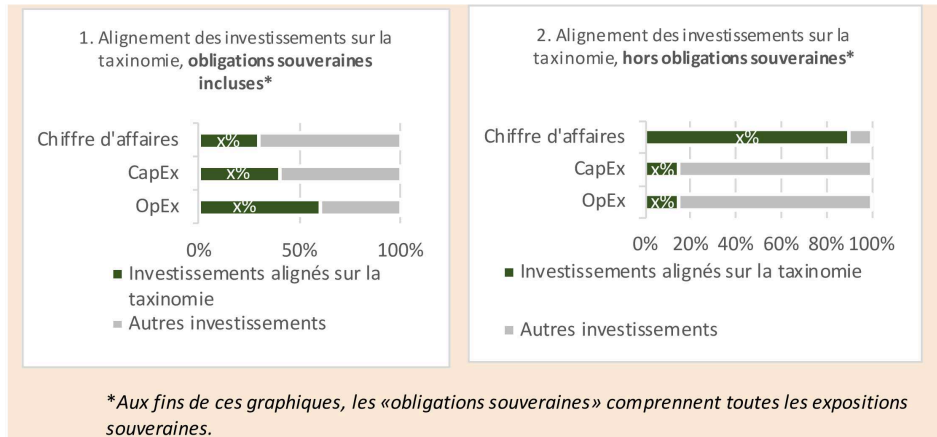 1. Alignement des investissements sur la
taxinomie, obligations souveraines
incluses*
Chiffre d'affaires
x%
CapEx
x%
OpEx
x%
0% 50% 100%
Investissements alignés sur la
taxinomie
Autres investissements
2. Alignement des investissements sur la
taxinomie, hors obligations souveraines*
Chiffre d'affaires
x%
CapEx
x%
OpEx
x%
0% 20% 40% 60% 80% 100%
Investissements alignés sur la taxinomie
Autres investissements
*Aux fins de ces graphiques, les «obligations souveraines» comprennent toutes les expositions
souveraines.